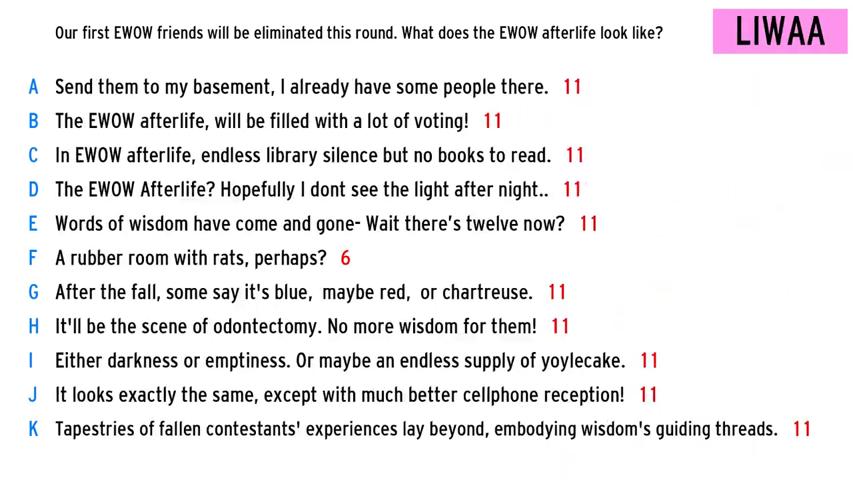 Our first EWOW friends will be eliminated this round. What does the EWOW afterlife look like?
LIWAA
A Send them to my basement, I already have some people there. 11
B The EWOW afterlife, will be filled with a lot of voting! 11
C In EWOW afterlife, endless library silence but no books to read. 11
D The EWOW Afterlife? Hopefully I dont see the light after night.. 11
E Words of wisdom have come and gone- Wait there's twelve now? 11
F A rubber room with rats, perhaps? 6
G After the fall, some say it's blue, maybe red, or chartreuse. 11
H It'll be the scene of odontectomy. No more wisdom for them! 11
I Either darkness or emptiness. Or maybe an endless supply of yoylecake. 11
J It looks exactly the same, except with much better cellphone reception! 11
K Tapestries of fallen contestants' experiences lay beyond, embodying wisdom's guiding threads. 11